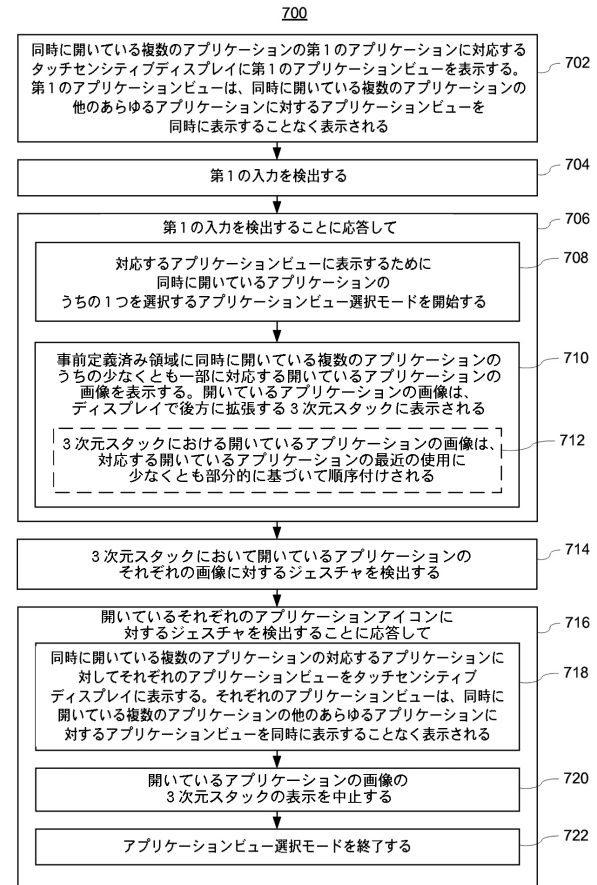 700
同時に開いている複数のアプリケーションの第1のアプリケーションに対応する
タッチセンシティブディスプレイに第1のアプリケーションビューを表示する。
第1のアプリケーションビューは、同時に開いている複数のアプリケーションの
他のあらゆるアプリケーションに対するアプリケーションビューを
同時に表示することなく表示される
702
第1の入力を検出する
704
第1の入力を検出することに応答して
706
対応するアプリケーションビューに表示するために
同時に開いているアプリケーションの
うちの1つを選択するアプリケーションビュー選択モードを開始する
708
事前定義済み領域に同時に開いている複数のアプリケーションの
うちの少なくとも一部に対応する開いているアプリケーションの
画像を表示する。開いているアプリケーションの画像は、
ディスプレイで後方に拡張する3次元スタックに表示される
710
3次元スタックにおける開いているアプリケーションの画像は、
対応する開いているアプリケーションの最近の使用に
少なくとも部分的に基づいて順序付けされる
712
3次元スタックにおいて開いているアプリケーションの
それぞれの画像に対するジェスチャを検出する
714
開いているそれぞれのアプリケーションアイコンに
対するジェスチャを検出することに応答して
716
同時に開いている複数のアプリケーションの対応するアプリケーションに
対してそれぞれのアプリケーションビューをタッチセンシティブ
ディスプレイに表示する。それぞれのアプリケーションビューは、同時に
開いている複数のアプリケーションの他のあらゆるアプリケーションに
対するアプリケーションビューを同時に表示することなく表示される
718
開いているアプリケーションの画像の
3次元スタックの表示を中止する
720
アプリケーションビュー選択モードを終了する
722